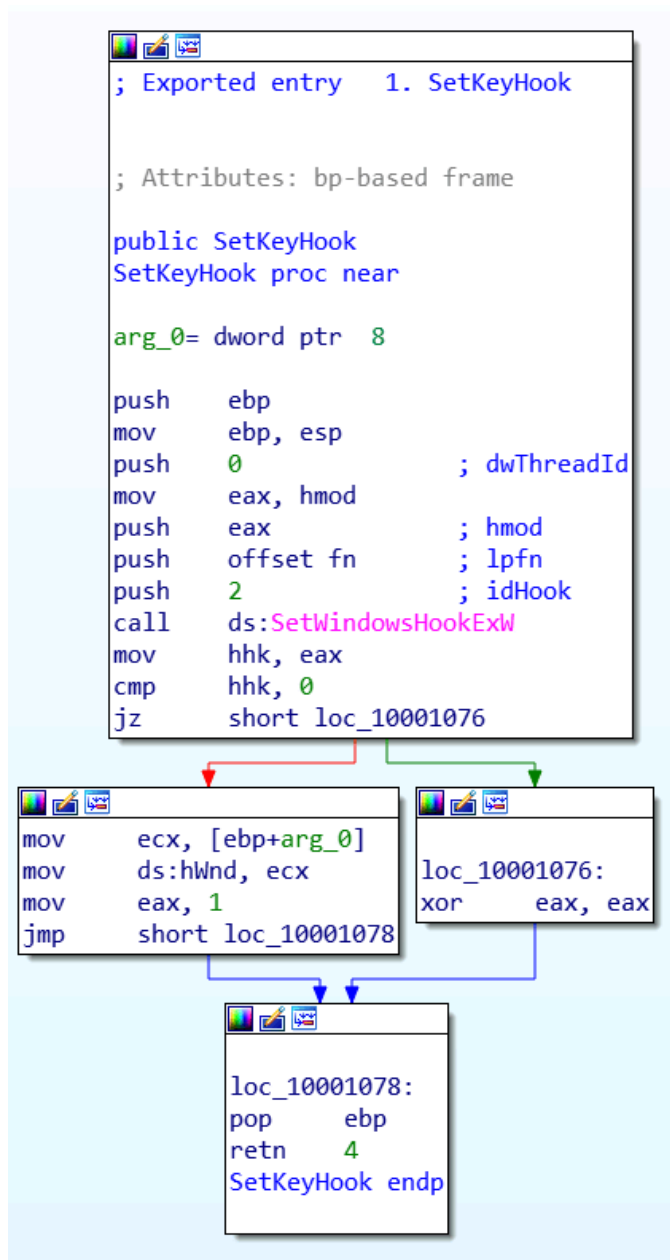 ; Exported entry   1. SetKeyHook
; Attributes: bp-based frame
public SetKeyHook
SetKeyHook proc near
arg_0= dword ptr  8
push    ebp
mov     ebp, esp
push    0               ; dwThreadId
mov     eax, hmod
push    eax             ; hmod
push    offset fn       ; lpfn
push    2               ; idHook
call    ds:SetWindowsHookExW
mov     hhk, eax
cmp     hhk, 0
jz      short loc_10001076
mov     ecx, [ebp+arg_0]
mov     ds:hWnd, ecx
mov     eax, 1
jmp     short loc_10001078
loc_10001076:
xor     eax, eax
loc_10001078:
pop     ebp
retn    4
SetKeyHook endp